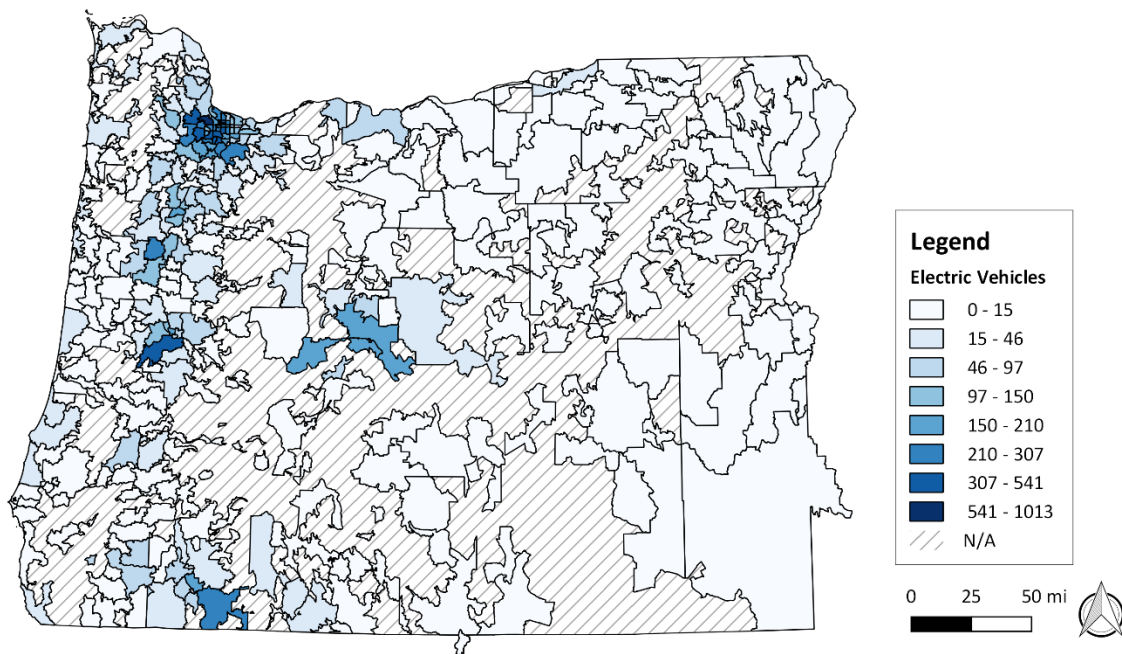 Legend
Electric Vehicles
0 - 15
15 - 46
46 - 97
97 - 150
150 - 210
210 - 307
307 - 541
541 - 1013
N/A
0 25 50 mi